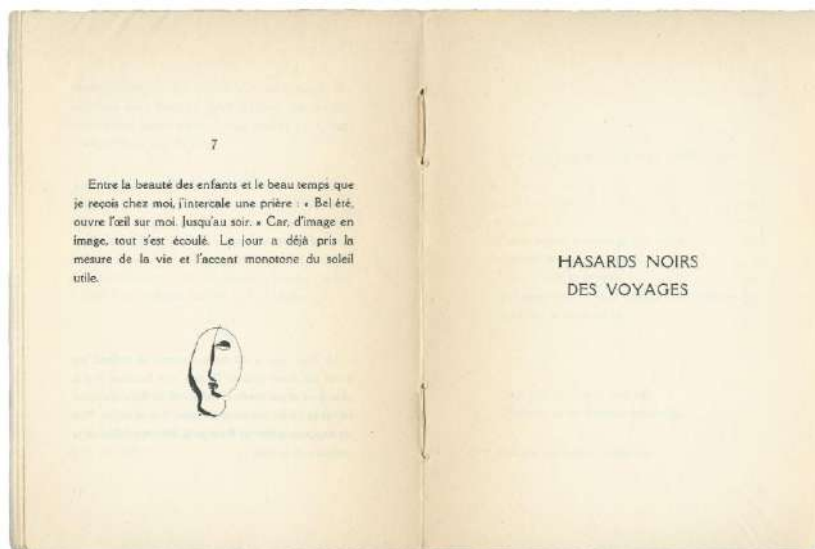 7
Entre la beauté des enfants et le beau temps que
je reçois chez moi, j'intercale une prière : « Bel été,
ouvre l'œil sur moi. Jusqu'au soir. » Car, d'image en
image, tout s'est écoulé. Le jour a déjà pris la
mesure de la vie et l'accent monotone du soleil
utile.
HASARDS NOIRS
DES VOYAGES